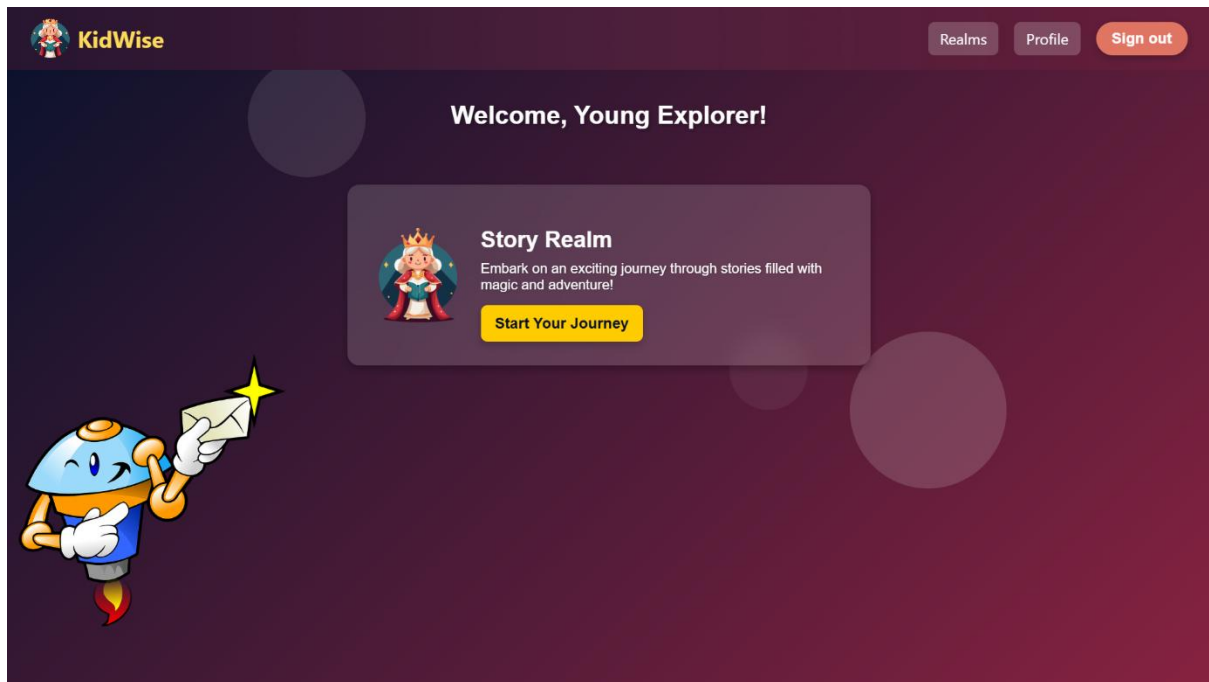 KidWise
Realms
Profile
Sign out
Welcome, Young Explorer!
Story Realm
Embark on an exciting journey through stories filled with
magic and adventure!
Start Your Journey